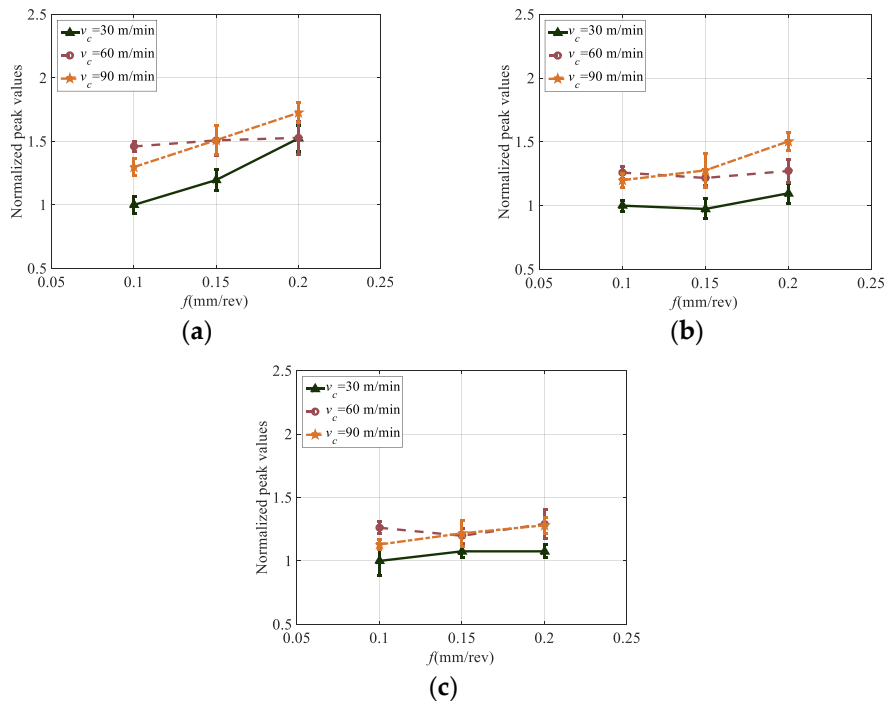 2.5
2
1.5
1
0.5
Normalized peak values
v_c=30 m/min
v_c=60 m/min
v_c=90 m/min
0.05 0.1 0.15 0.2 0.25
f(mm/rev)
(a)
2.5
2
1.5
1
0.5
Normalized peak values
v_c=30 m/min
v_c=60 m/min
v_c=90 m/min
0.05 0.1 0.15 0.2 0.25
f(mm/rev)
(b)
2.5
2
1.5
1
0.5
Normalized peak values
v_c=30 m/min
v_c=60 m/min
v_c=90 m/min
0.05 0.1 0.15 0.2 0.25
f(mm/rev)
(c)